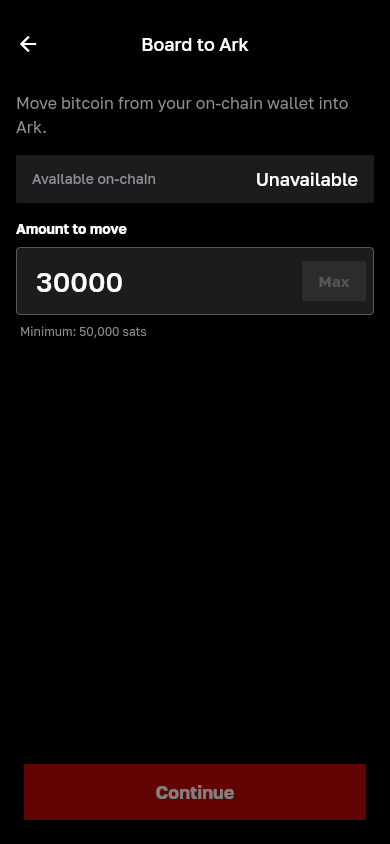 Board to Ark
Move bitcoin from your on-chain wallet into
Ark.
Available on-chain
Unavailable
Amount to move
30000
Max
Minimum: 50,000 sats
Continue